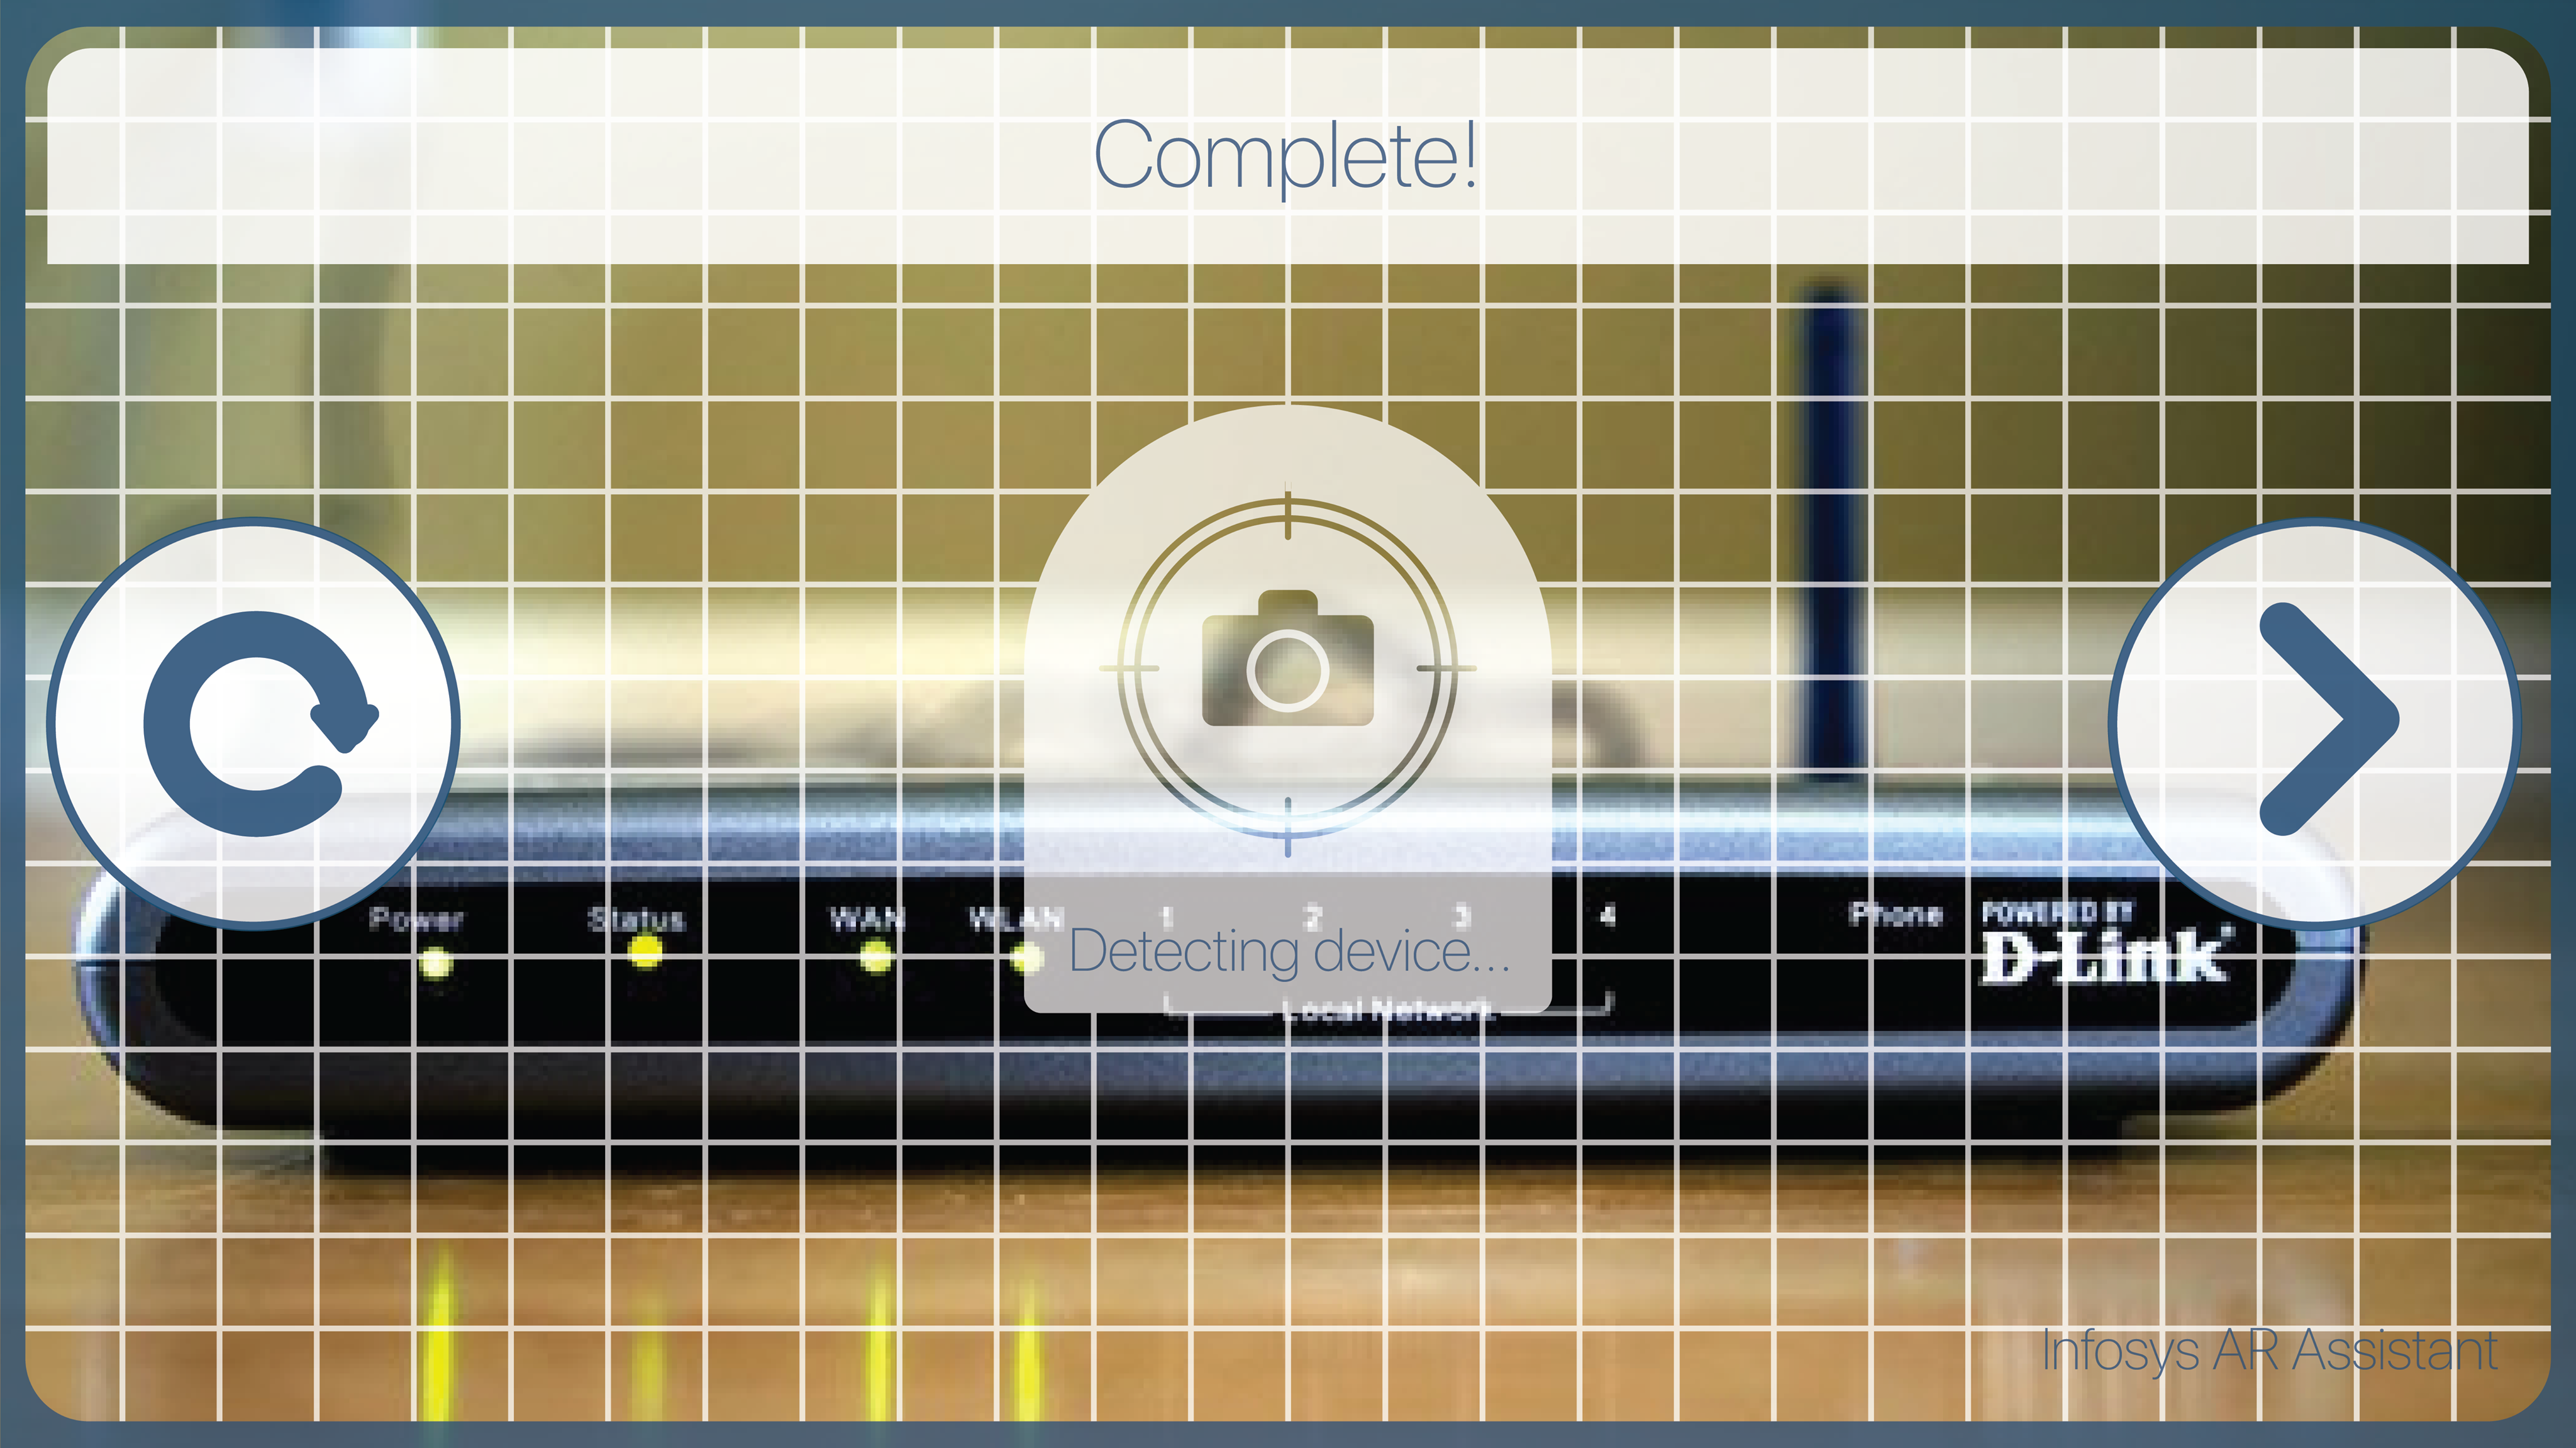 Complete!
Power Status WAN WLAN 1 2 3 4 Phone POWERED BY
D-Link
Detecting device...
Local Network
Infosys AR Assistant